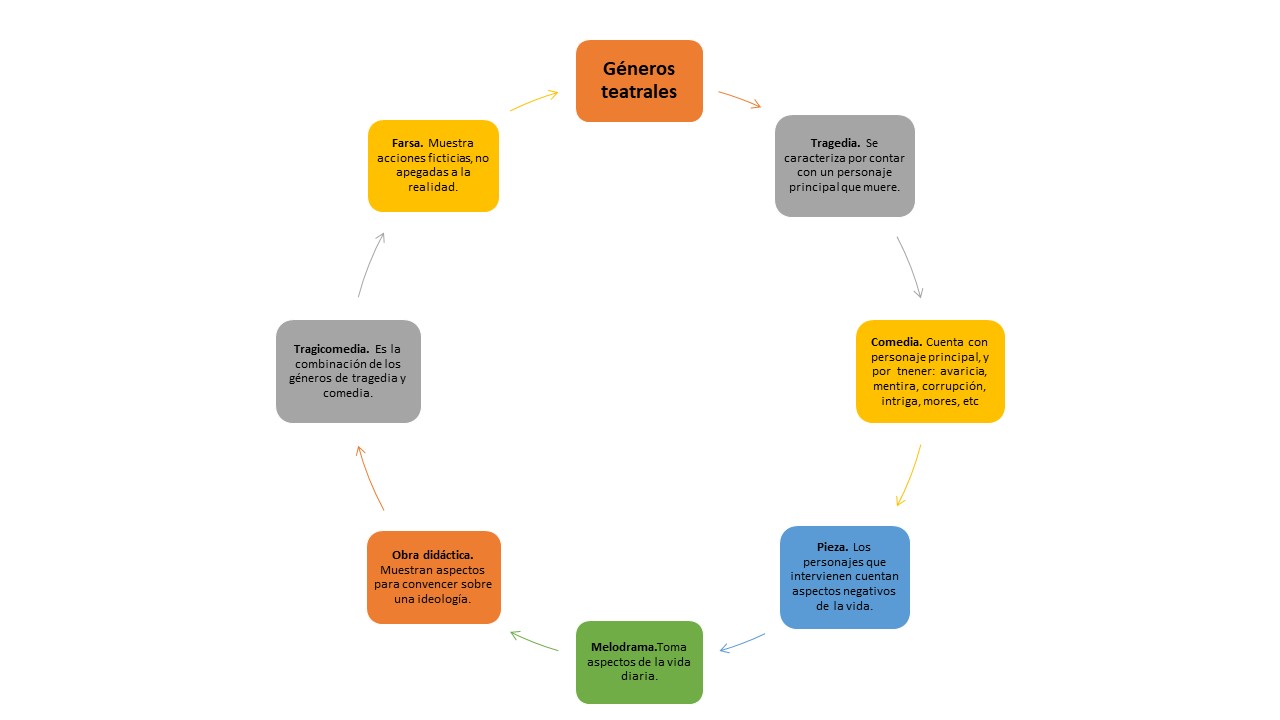 Géneros
teatrales
Tragedia. Se
caracteriza por contar
con un personaje
principal que muere.
Comedia. Cuenta con
personaje principal, y
por tnener: avaricia,
mentira, corrupción,
intriga, mores, etc
Pieza. Los
personajes que
intervienen cuentan
aspectos negativos
de la vida.
Melodrama.Toma
aspectos de la vida
diaria.
Obra didáctica.
Muestran aspectos
para convencer sobre
una ideología.
Tragicomedia. Es la
combinación de los
géneros de tragedia y
comedia.
Farsa. Muestra
acciones ficticias, no
apegadas a la
realidad.